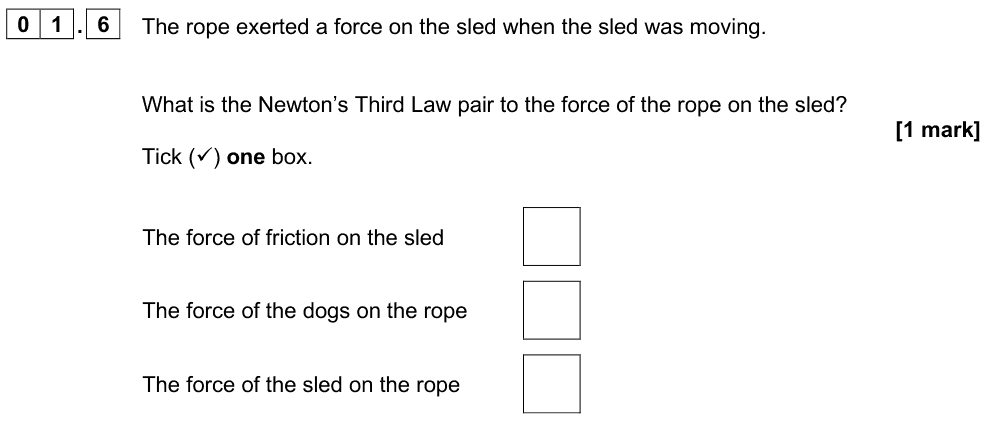 01.6 The rope exerted a force on the sled when the sled was moving.
What is the Newton's Third Law pair to the force of the rope on the sled?
[1 mark]
Tick (✓) one box.
The force of friction on the sled
The force of the dogs on the rope
The force of the sled on the rope